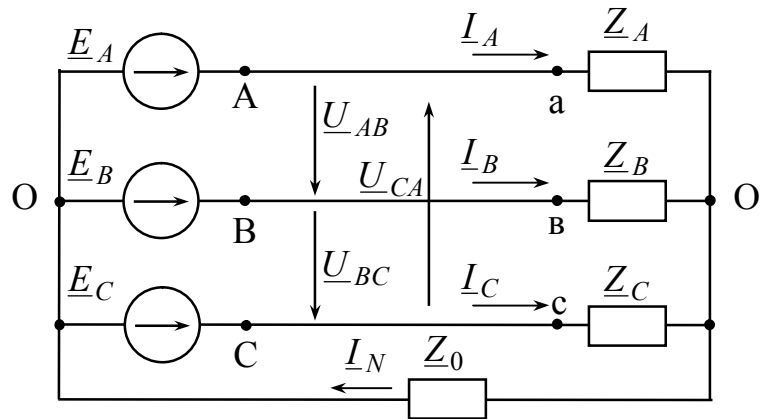 E_A I_A Z_A
A a
U_AB
E_B I_B Z_B
U_CA
O O
B в
U_BC
E_C I_C Z_C
C c
I_N Z_0